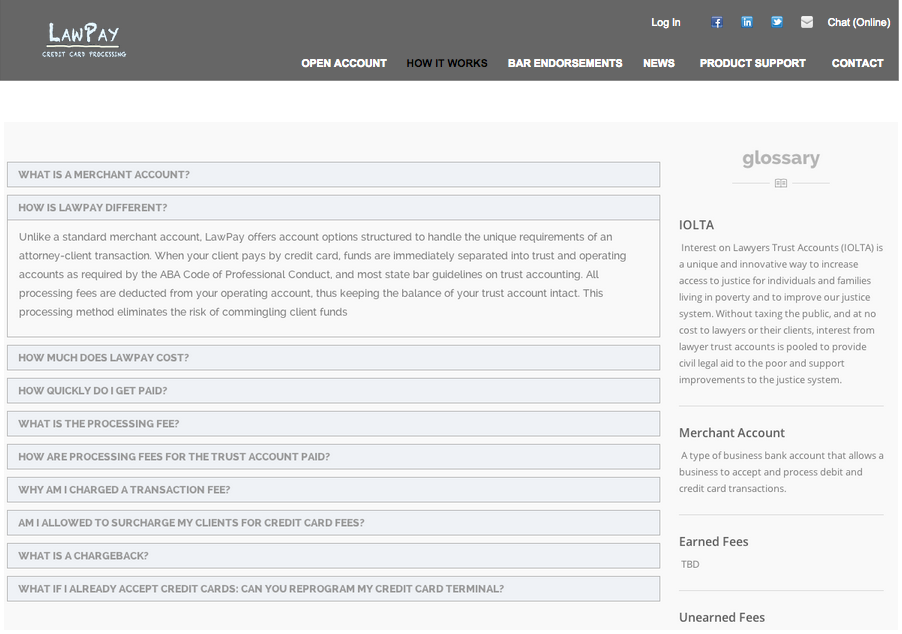 Log in
Chat (Online)
LAWPAY
CREDIT CARD PROCESSING
OPEN ACCOUNT
HOW IT WORKS
BAR ENDORSEMENTS
NEWS
PRODUCT SUPPORT
CONTACT
WHAT IS A MERCHANT ACCOUNT?
HOW IS LAWPAY DIFFERENT?
Unlike a standard merchant account, LawPay offers account options structured to handle the unique requirements of an
attorney-client transaction. When your client pays by credit card, funds are immediately separated into trust and operating
accounts as required by the ABA Code of Professional Conduct, and most state bar guidelines on trust accounting. All
processing fees are deducted from your operating account, thus keeping the balance of your trust account intact. This
processing method eliminates the risk of commingling client funds
HOW MUCH DOES LAWPAY COST?
HOW QUICKLY DO I GET PAID?
WHAT IS THE PROCESSING FEE?
HOW ARE PROCESSING FEES FOR THE TRUST ACCOUNT PAID?
WHY AM I CHARGED A TRANSACTION FEE?
AM I ALLOWED TO SURCHARGE MY CLIENTS FOR CREDIT CARD FEES?
WHAT IS A CHARGEBACK?
WHAT IF I ALREADY ACCEPT CREDIT CARDS: CAN YOU REPROGRAM MY CREDIT CARD TERMINAL?
glossary
IOLTA
Interest on Lawyers Trust Accounts (IOLTA) is
a unique and innovative way to increase
access to justice for individuals and families
living in poverty and to improve our justice
system. Without taxing the public, and at no
cost to lawyers or their clients, interest from
lawyer trust accounts is pooled to provide
civil legal aid to the poor and support
improvements to the justice system.
Merchant Account
A type of business bank account that allows a
business to accept and process debit and
credit card transactions.
Earned Fees
TBD
Unearned Fees